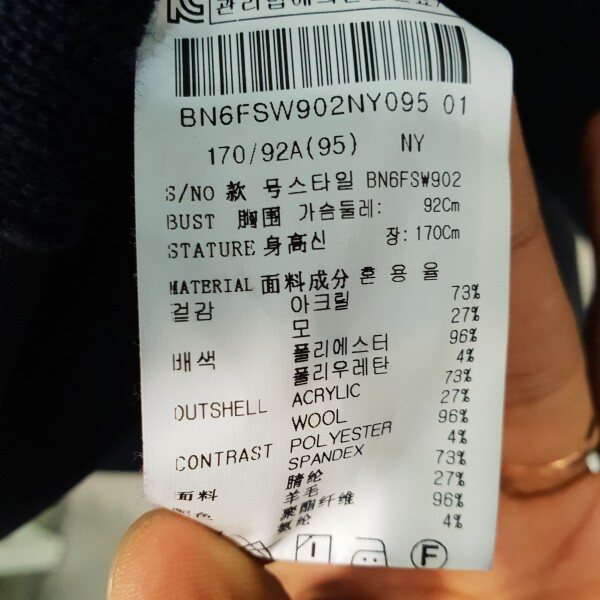 BN6FSW902NY095 01
170/92A(95) NY
S/NO 款 号스타일 BN6FSW902
BUST 胸围 가슴둘레: 92Cm
STATURE 身高신 장: 170Cm
MATERIAL 面料成分 혼 용 율
겉감 아크릴 73%
모 27%
배색 폴리에스터 96%
폴리우레탄 4%
OUTSHELL ACRYLIC 73%
WOOL 27%
CONTRAST POLYESTER 96%
SPANDEX 4%
面料 腈纶 73%
羊毛 27%
配色 聚脂纤维 96%
氨纶 4%
F